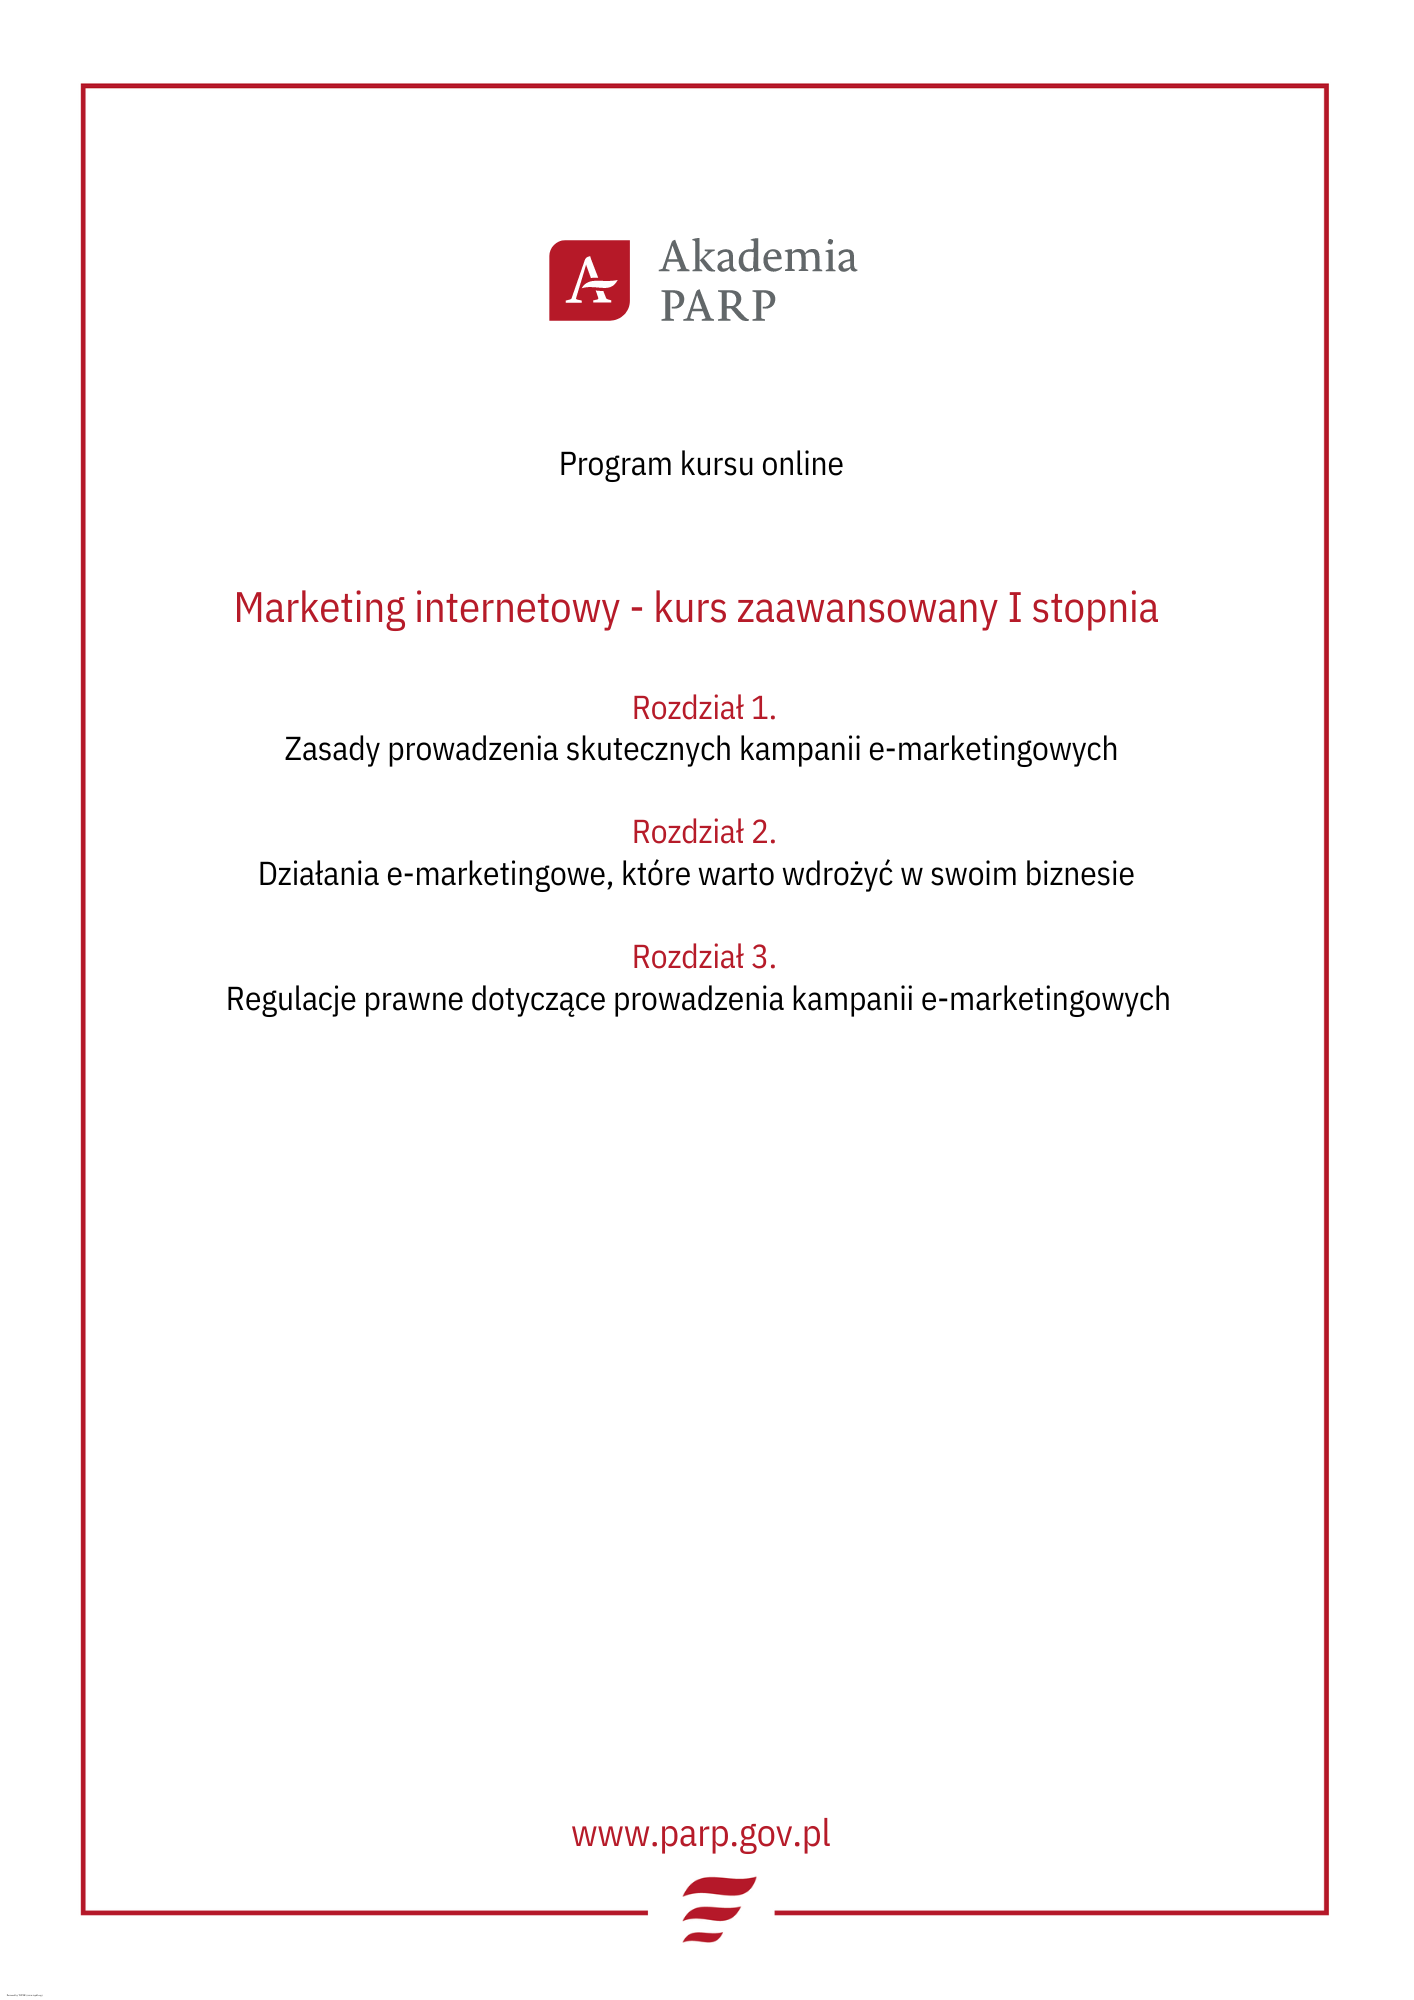 Akademia
PARP
Program kursu online
Marketing internetowy - kurs zaawansowany I stopnia
Rozdział 1.
Zasady prowadzenia skutecznych kampanii e-marketingowych
Rozdział 2.
Działania e-marketingowe, które warto wdrożyć w swoim biznesie
Rozdział 3.
Regulacje prawne dotyczące prowadzenia kampanii e-marketingowych
www.parp.gov.pl